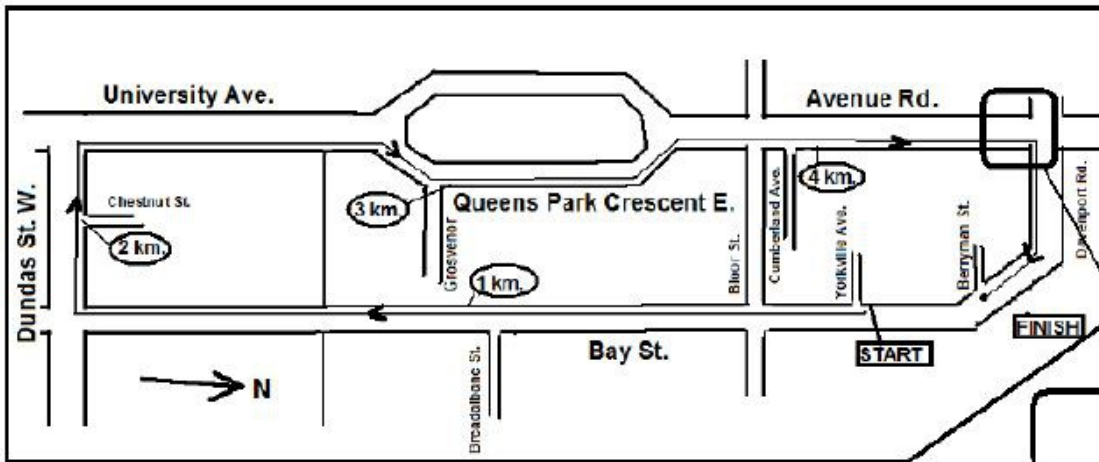 University Ave.
Avenue Rd.
Dundas St. W.
Chestnut St.
2 km.
3 km.
Grosvenor
Queens Park Crescent E.
Bloor St.
Cumberland Ave.
4 km.
Yorkville Ave.
Berryman St.
Davenport Rd.
1 km.
Breadalbane St.
Bay St.
START
FINISH
N